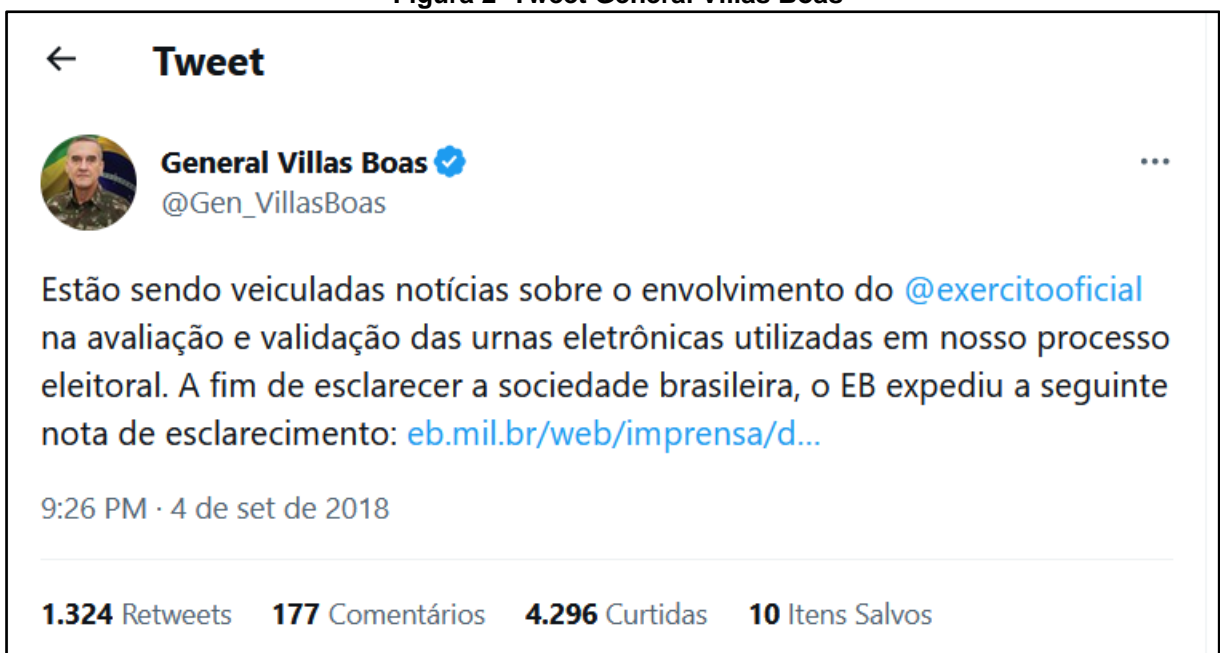 Figura 2- Tweet General Villas Boas
← Tweet
General Villas Boas
@Gen_VillasBoas
Estão sendo veiculadas notícias sobre o envolvimento do @exercitooficial
na avaliação e validação das urnas eletrônicas utilizadas em nosso processo
eleitoral. A fim de esclarecer a sociedade brasileira, o EB expediu a seguinte
nota de esclarecimento: eb.mil.br/web/imprensa/d...
9:26 PM · 4 de set de 2018
1.324 Retweets 177 Comentários 4.296 Curtidas 10 Itens Salvos